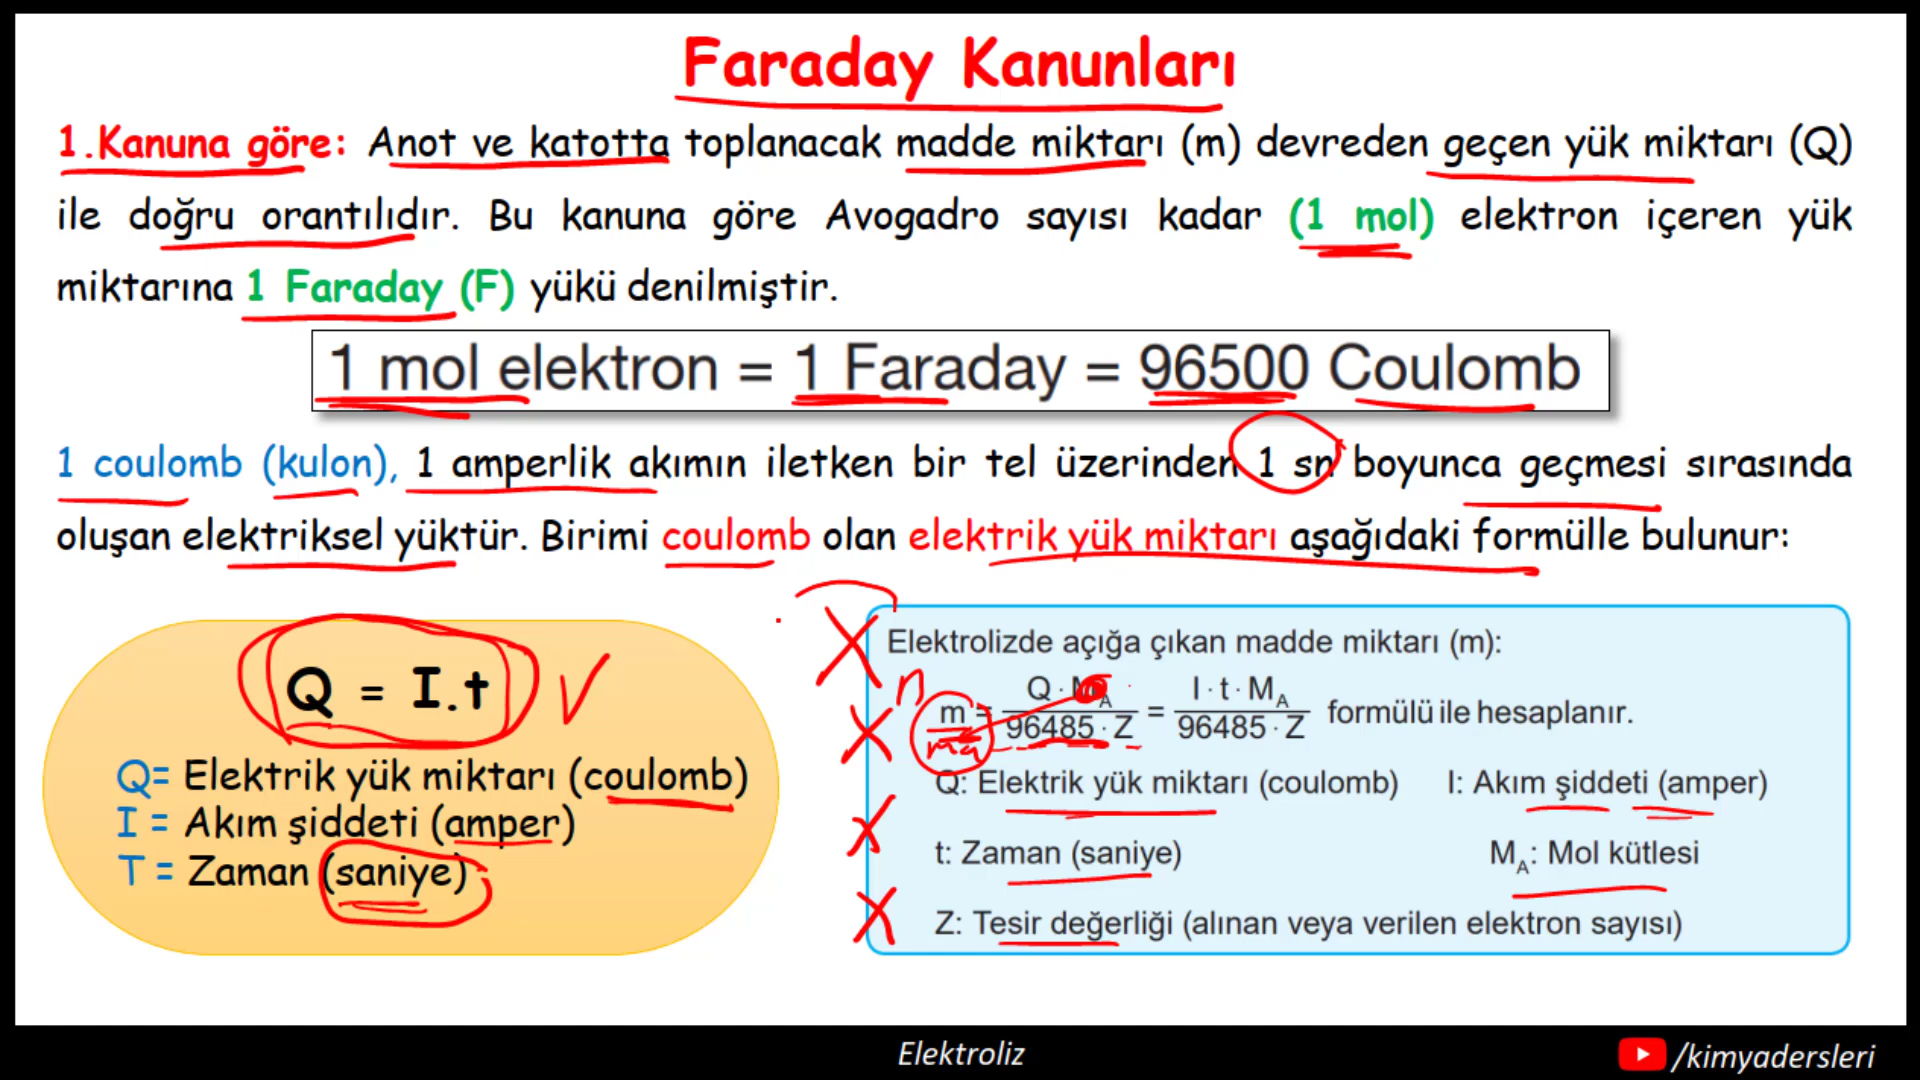 Faraday Kanunları
1.Kanuna göre: Anot ve katotta toplanacak madde miktarı (m) devreden geçen yük miktarı (Q)
ile doğru orantılıdır. Bu kanuna göre Avogadro sayısı kadar (1 mol) elektron içeren yük
miktarına 1 Faraday (F) yükü denilmiştir.
1 mol elektron = 1 Faraday = 96500 Coulomb
1 coulomb (kulon), 1 amperlik akımın iletken bir tel üzerinden 1 sn boyunca geçmesi sırasında
oluşan elektriksel yüktür. Birimi coulomb olan elektrik yük miktarı aşağıdaki formülle bulunur:
Q = I.t
Q= Elektrik yük miktarı (coulomb)
I = Akım şiddeti (amper)
T = Zaman (saniye)
Elektrolizde açığa çıkan madde miktarı (m):
n
m = Q · MA / 96485 · Z = I · t · MA / 96485 · Z formülü ile hesaplanır.
ma
Q: Elektrik yük miktarı (coulomb) I: Akım şiddeti (amper)
t: Zaman (saniye) MA: Mol kütlesi
Z: Tesir değerliği (alınan veya verilen elektron sayısı)
Elektroliz
/kimyadersleri